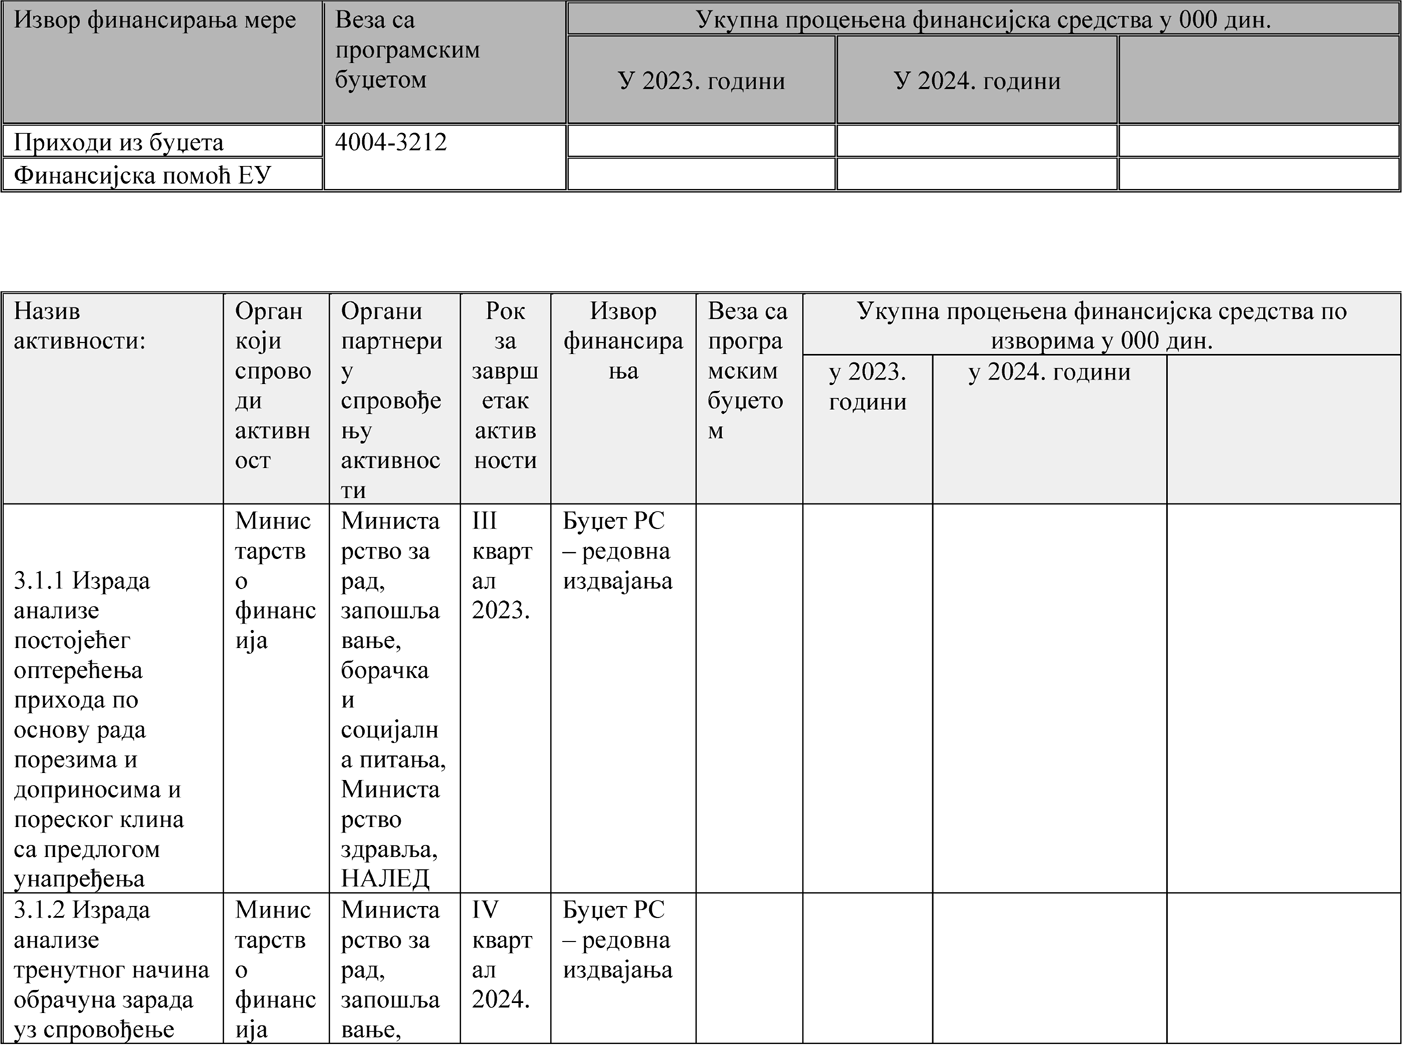 Извор финансирања мере
Веза са
програмским
буџетом
Укупна процењена финансијска средства у 000 дин.
У 2023. години
У 2024. години
Приходи из буџета
4004-3212
Финансијска помоћ ЕУ
Назив
активности:
Орган
који
спрово
ди
активн
ост
Органи
партнери
у
спровође
њу
активнос
ти
Рок
за
заврш
етак
актив
ности
Извор
финансира
ња
Веза са
програ
мским
буџето
м
Укупна процењена финансијска средства по
изворима у 000 дин.
у 2023.
години
у 2024. години
3.1.1 Израда
анализе
постојећег
оптерећења
прихода по
основу рада
порезима и
доприносима и
пореског клина
са предлогом
унапређења
Минис
тарств
о
финанс
ија
Министа
рство за
рад,
запошља
вање,
борачка
и
социјалн
а питања,
Министа
рство
здравља,
НАЛЕД
III
кварт
ал
2023.
Буџет РС
– редовна
издвајања
3.1.2 Израда
анализе
тренутног начина
обрачуна зарада
уз спровођење
Минис
тарств
о
финанс
ија
Министа
рство за
рад,
запошља
вање,
IV
кварт
ал
2024.
Буџет РС
– редовна
издвајања